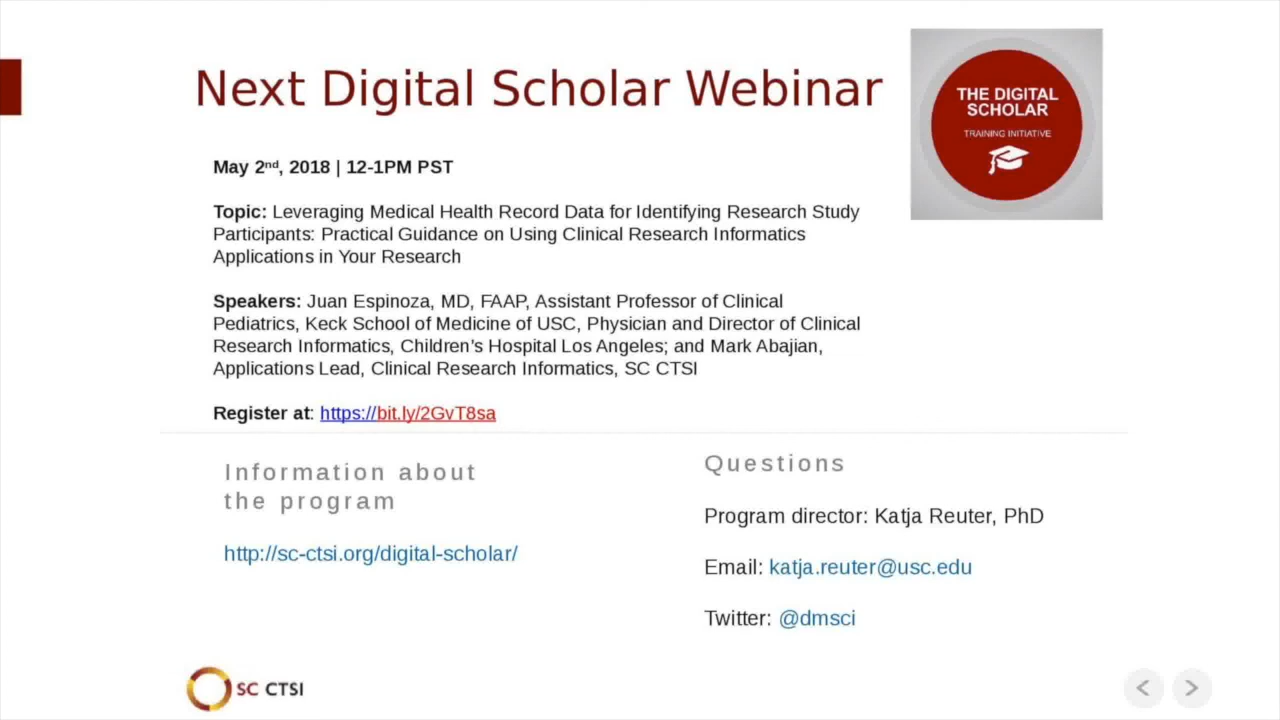 Next Digital Scholar Webinar
THE DIGITAL
SCHOLAR
TRAINING INITIATIVE
May 2nd, 2018 | 12-1PM PST
Topic: Leveraging Medical Health Record Data for Identifying Research Study
Participants: Practical Guidance on Using Clinical Research Informatics
Applications in Your Research
Speakers: Juan Espinoza, MD, FAAP, Assistant Professor of Clinical
Pediatrics, Keck School of Medicine of USC, Physician and Director of Clinical
Research Informatics, Children’s Hospital Los Angeles; and Mark Abajian,
Applications Lead, Clinical Research Informatics, SC CTSI
Register at: https://bit.ly/2GvT8sa
Information about
the program
http://sc-ctsi.org/digital-scholar/
Questions
Program director: Katja Reuter, PhD
Email: katja.reuter@usc.edu
Twitter: @dmsci
SC CTSI